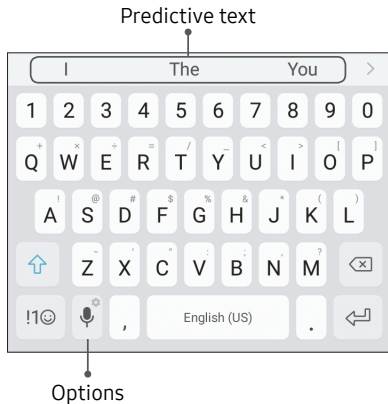 Predictive text
I The You >
1 2 3 4 5 6 7 8 9 0
+ × ÷ = / _ < > [ ]
Q W E R T Y U I O P
! @ # $ % & * ( )
A S D F G H J K L
- ' " : ; , ?
Z X C V B N M
!1☺ , English (US) .
Options